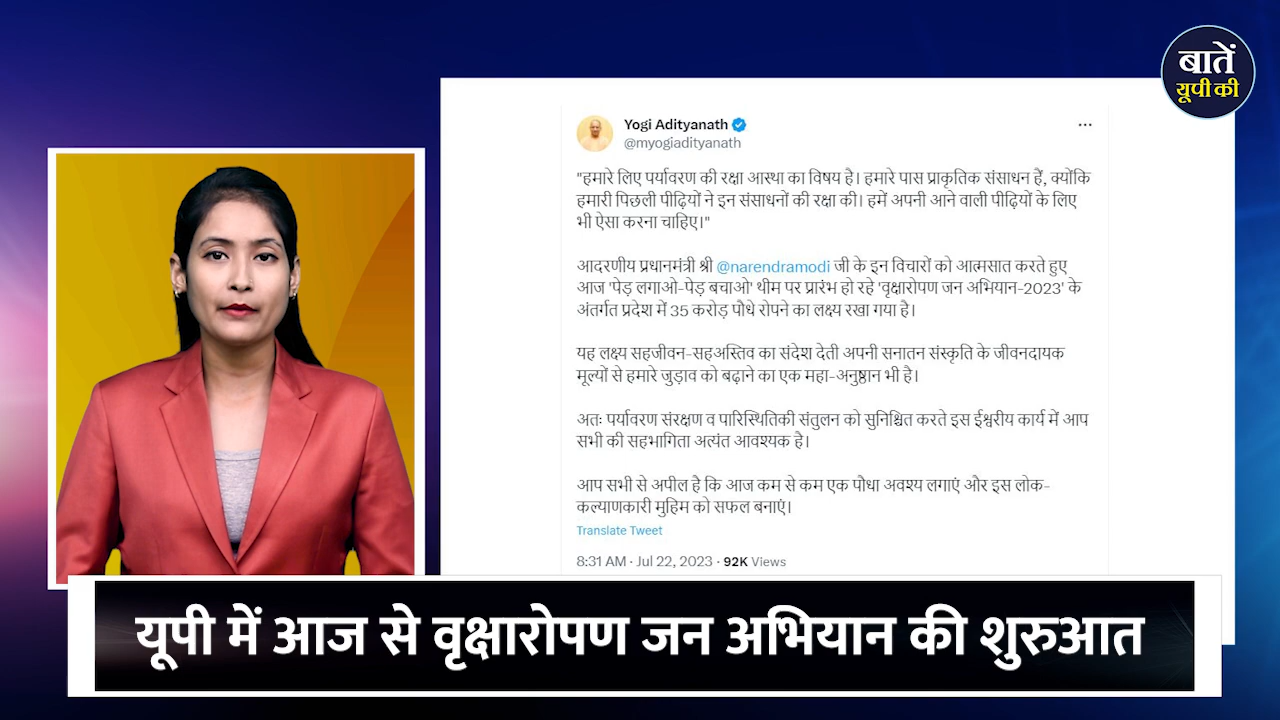 बातें
यूपी की
Yogi Adityanath
@myogiadityanath
"हमारे लिए पर्यावरण की रक्षा आस्था का विषय है। हमारे पास प्राकृतिक संसाधन हैं, क्योंकि
हमारी पिछली पीढ़ियों ने इन संसाधनों की रक्षा की। हमें अपनी आने वाली पीढ़ियों के लिए
भी ऐसा करना चाहिए।"
आदरणीय प्रधानमंत्री श्री @narendramodi जी के इन विचारों को आत्मसात करते हुए
आज 'पेड़ लगाओ-पेड़ बचाओ' थीम पर प्रारंभ हो रहे 'वृक्षारोपण जन अभियान-2023' के
अंतर्गत प्रदेश में 35 करोड़ पौधे रोपने का लक्ष्य रखा गया है।
यह लक्ष्य सहजीवन-सहअस्तिव का संदेश देती अपनी सनातन संस्कृति के जीवनदायक
मूल्यों से हमारे जुड़ाव को बढ़ाने का एक महा-अनुष्ठान भी है।
अतः पर्यावरण संरक्षण व पारिस्थितिकी संतुलन को सुनिश्चित करते इस ईश्वरीय कार्य में आप
सभी की सहभागिता अत्यंत आवश्यक है।
आप सभी से अपील है कि आज कम से कम एक पौधा अवश्य लगाएं और इस लोक-
कल्याणकारी मुहिम को सफल बनाएं।
Translate Tweet
8:31 AM · Jul 22, 2023 · 92K Views
यूपी में आज से वृक्षारोपण जन अभियान की शुरुआत